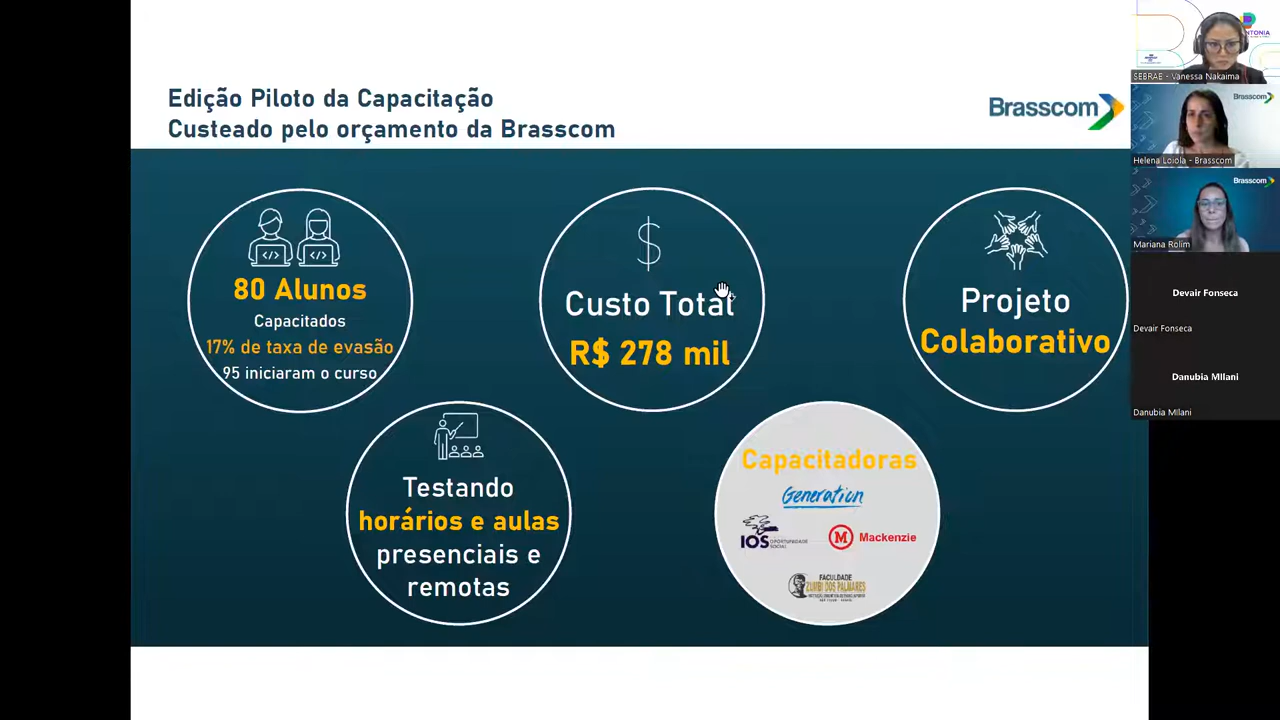 Edição Piloto da Capacitação
Custeado pelo orçamento da Brasscom
Brasscom
80 Alunos
Capacitados
17% de taxa de evasão
95 iniciaram o curso
$
Custo Total
R$ 278 mil
Projeto
Colaborativo
Testando
horários e aulas
presenciais e
remotas
Capacitadoras
Generation
IOS OPORTUNIDADE
SOCIAL
M Mackenzie
FACULDADE
ZUMBI DOS PALMARES
SEBRAE - Vanessa Nakaima
Brasscom
Helena Loiola - Brasscom
Brasscom
Mariana Rolim
Devair Fonseca
Devair Fonseca
Danubia MIlani
Danubia MIlani